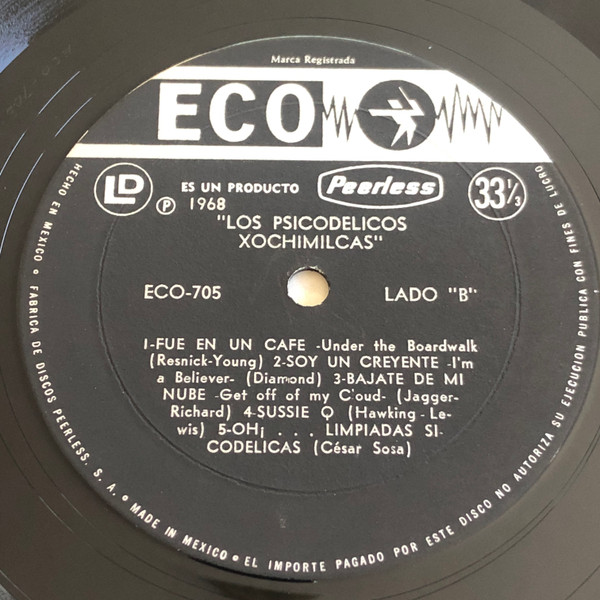 Marca Registrada
ECO
LD
ES UN PRODUCTO
Peerless
33⅓
Ⓟ 1968
"LOS PSICODELICOS
XOCHIMILCAS"
ECO-705
LADO "B"
1-FUE EN UN CAFE -Under the Boardwalk
(Resnick-Young) 2-SOY UN CREYENTE -I'm
a Believer- (Diamond) 3-BAJATE DE MI
NUBE -Get off of my C'oud- (Jagger-
Richard) 4-SUSSIE Q (Hawking - Le-
wis) 5-OH¡ . . . LIMPIADAS SI-
CODELICAS (César Sosa)
HECHO EN MEXICO • FABRICA DE DISCOS PEERLESS, S. A. • MADE IN MEXICO • EL IMPORTE PAGADO POR ESTE DISCO NO AUTORIZA SU EJECUCION PUBLICA CON FINES DE LUCRO